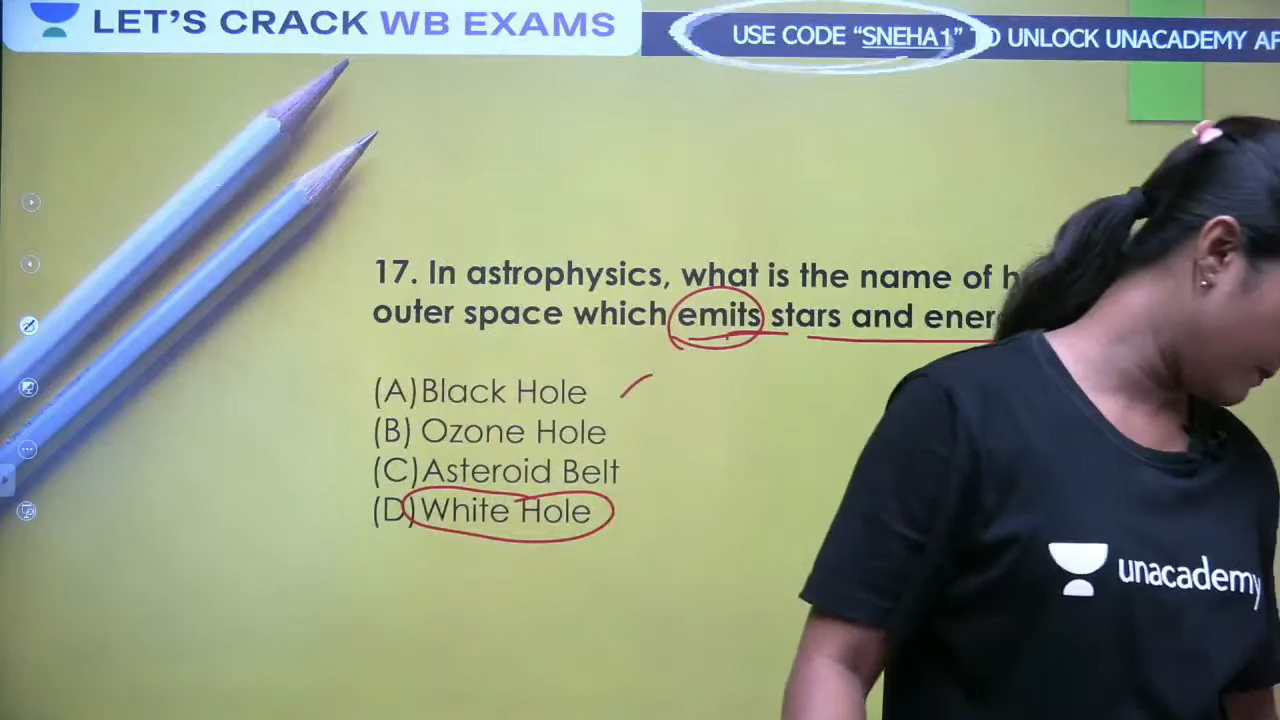 LET'S CRACK WB EXAMS
USE CODE “SNEHA1” TO UNLOCK UNACADEMY
17. In astrophysics, what is the name of
outer space which emits stars and
(A) Black Hole
(B) Ozone Hole
(C) Asteroid Belt
(D) White Hole
unacademy